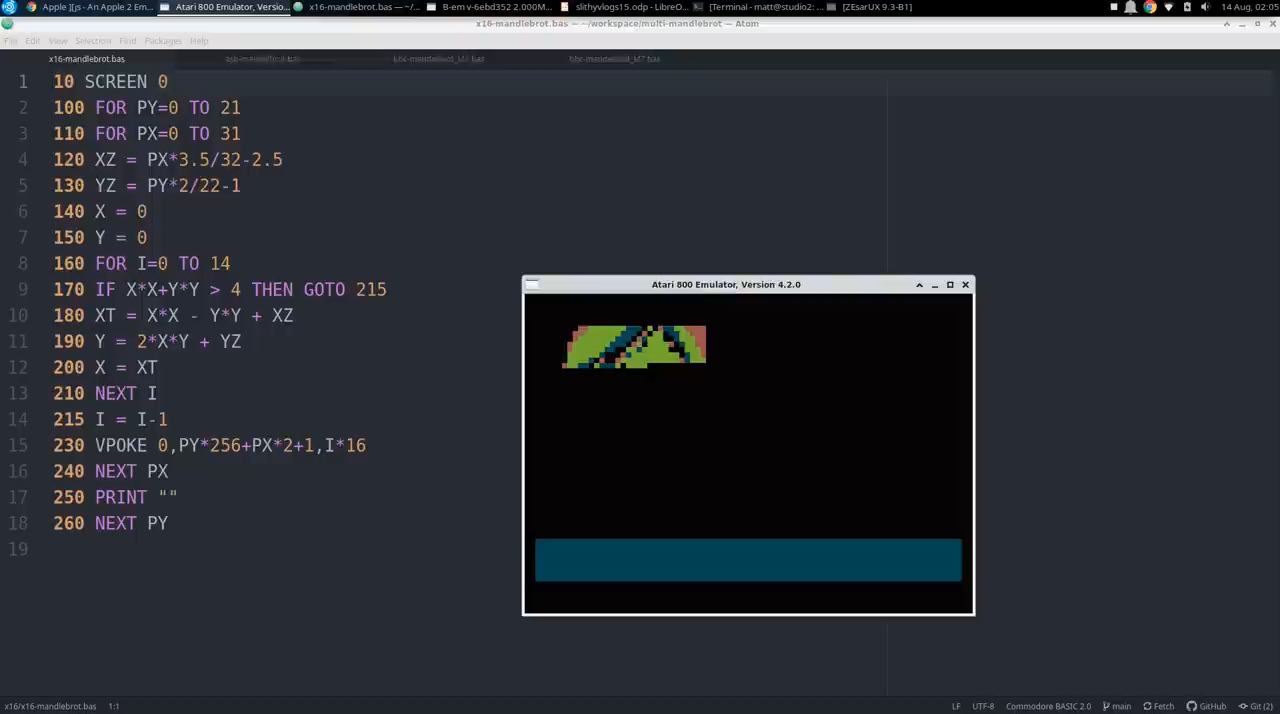 Apple ][js - An Apple 2 Em... Atari 800 Emulator, Versio... x16-mandlebrot.bas — ~/... B-em v-6ebd352 2.000M... slithyvlogs15.odp - LibreO... [Terminal - matt@studio2: ... [ZEsarUX 9.3-B1] 14 Aug, 02:05
x16-mandlebrot.bas — ~/workspace/multi-mandlebrot — Atom
File Edit View Selection Find Packages Help
x16-mandlebrot.bas
1 10 SCREEN 0
2 100 FOR PY=0 TO 21
3 110 FOR PX=0 TO 31
4 120 XZ = PX*3.5/32-2.5
5 130 YZ = PY*2/22-1
6 140 X = 0
7 150 Y = 0
8 160 FOR I=0 TO 14
9 170 IF X*X+Y*Y > 4 THEN GOTO 215
10 180 XT = X*X - Y*Y + XZ
11 190 Y = 2*X*Y + YZ
12 200 X = XT
13 210 NEXT I
14 215 I = I-1
15 230 VPOKE 0,PY*256+PX*2+1,I*16
16 240 NEXT PX
17 250 PRINT ""
18 260 NEXT PY
19
Atari 800 Emulator, Version 4.2.0
x16/x16-mandlebrot.bas 1:1 LF UTF-8 Commodore BASIC 2.0 main Fetch GitHub Git (2)